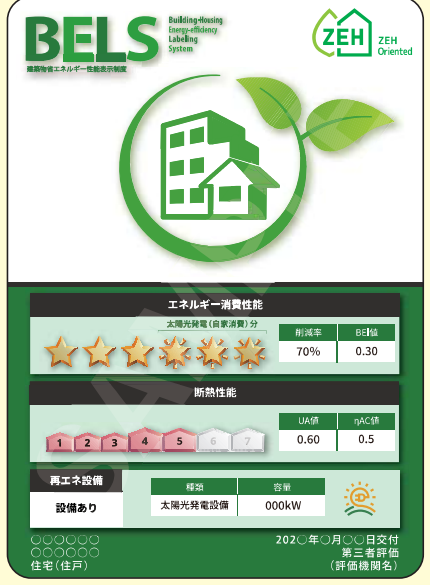 BELS
Building-Housing
Energy-efficiency
Labelling
System
建築物省エネルギー性能表示制度
ZEH
ZEH
Oriented
エネルギー消費性能
太陽光発電(自家消費)分
削減率 BEI値
70% 0.30
断熱性能
1 2 3 4 5 6 7
UA値 ηAC値
0.60 0.5
再エネ設備
設備あり
種類 容量
太陽光発電設備 000kW
〇〇〇〇〇〇
〇〇〇〇〇〇
住宅(住戸)
202〇年〇月〇〇日交付
第三者評価
(評価機関名)
SAMPLE